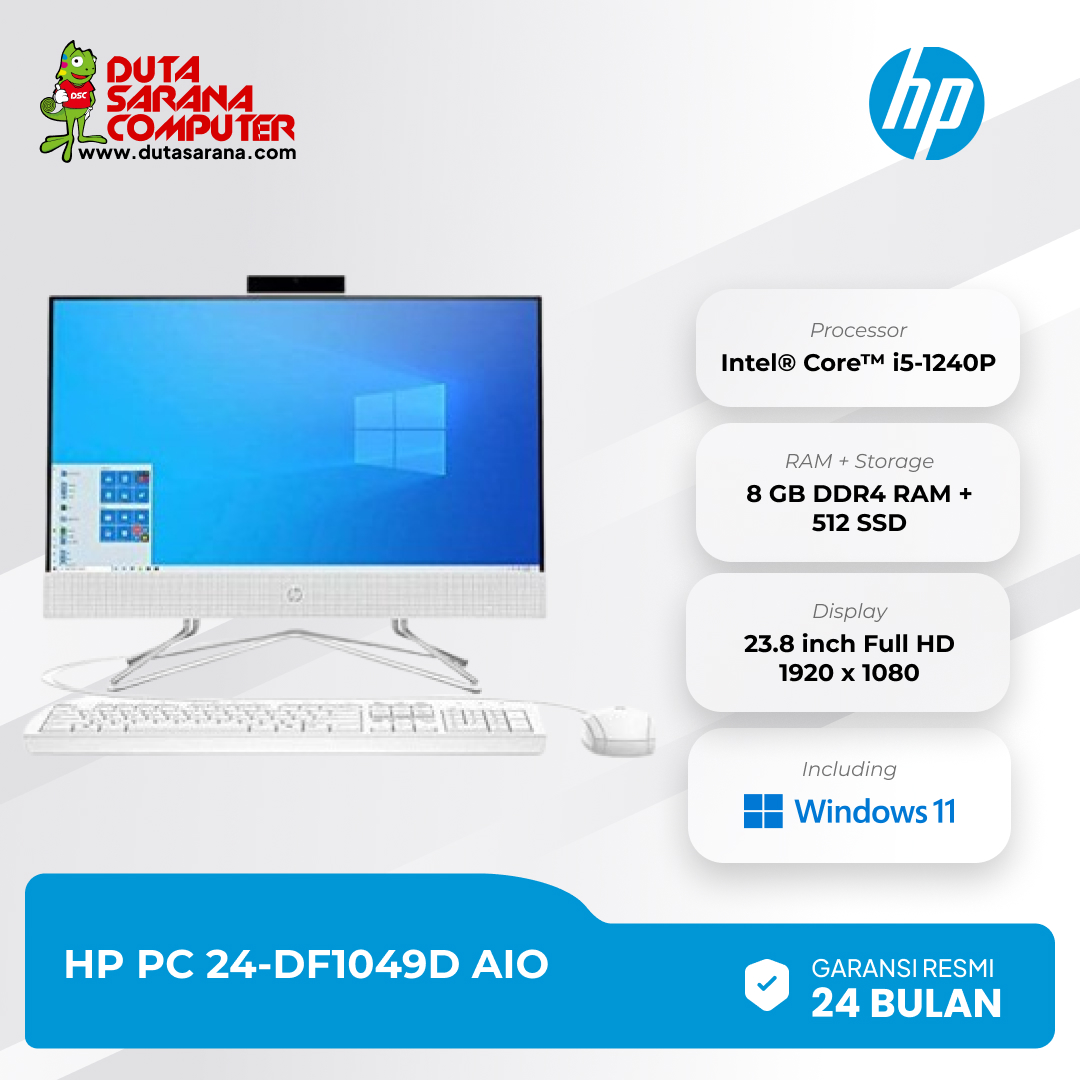 DSC
DUTA
SARANA
COMPUTER
www.dutasarana.com
hp
Processor
Intel® Core™ i5-1240P
RAM + Storage
8 GB DDR4 RAM +
512 SSD
Display
23.8 inch Full HD
1920 x 1080
Including
Windows 11
HP PC 24-DF1049D AIO
GARANSI RESMI
24 BULAN